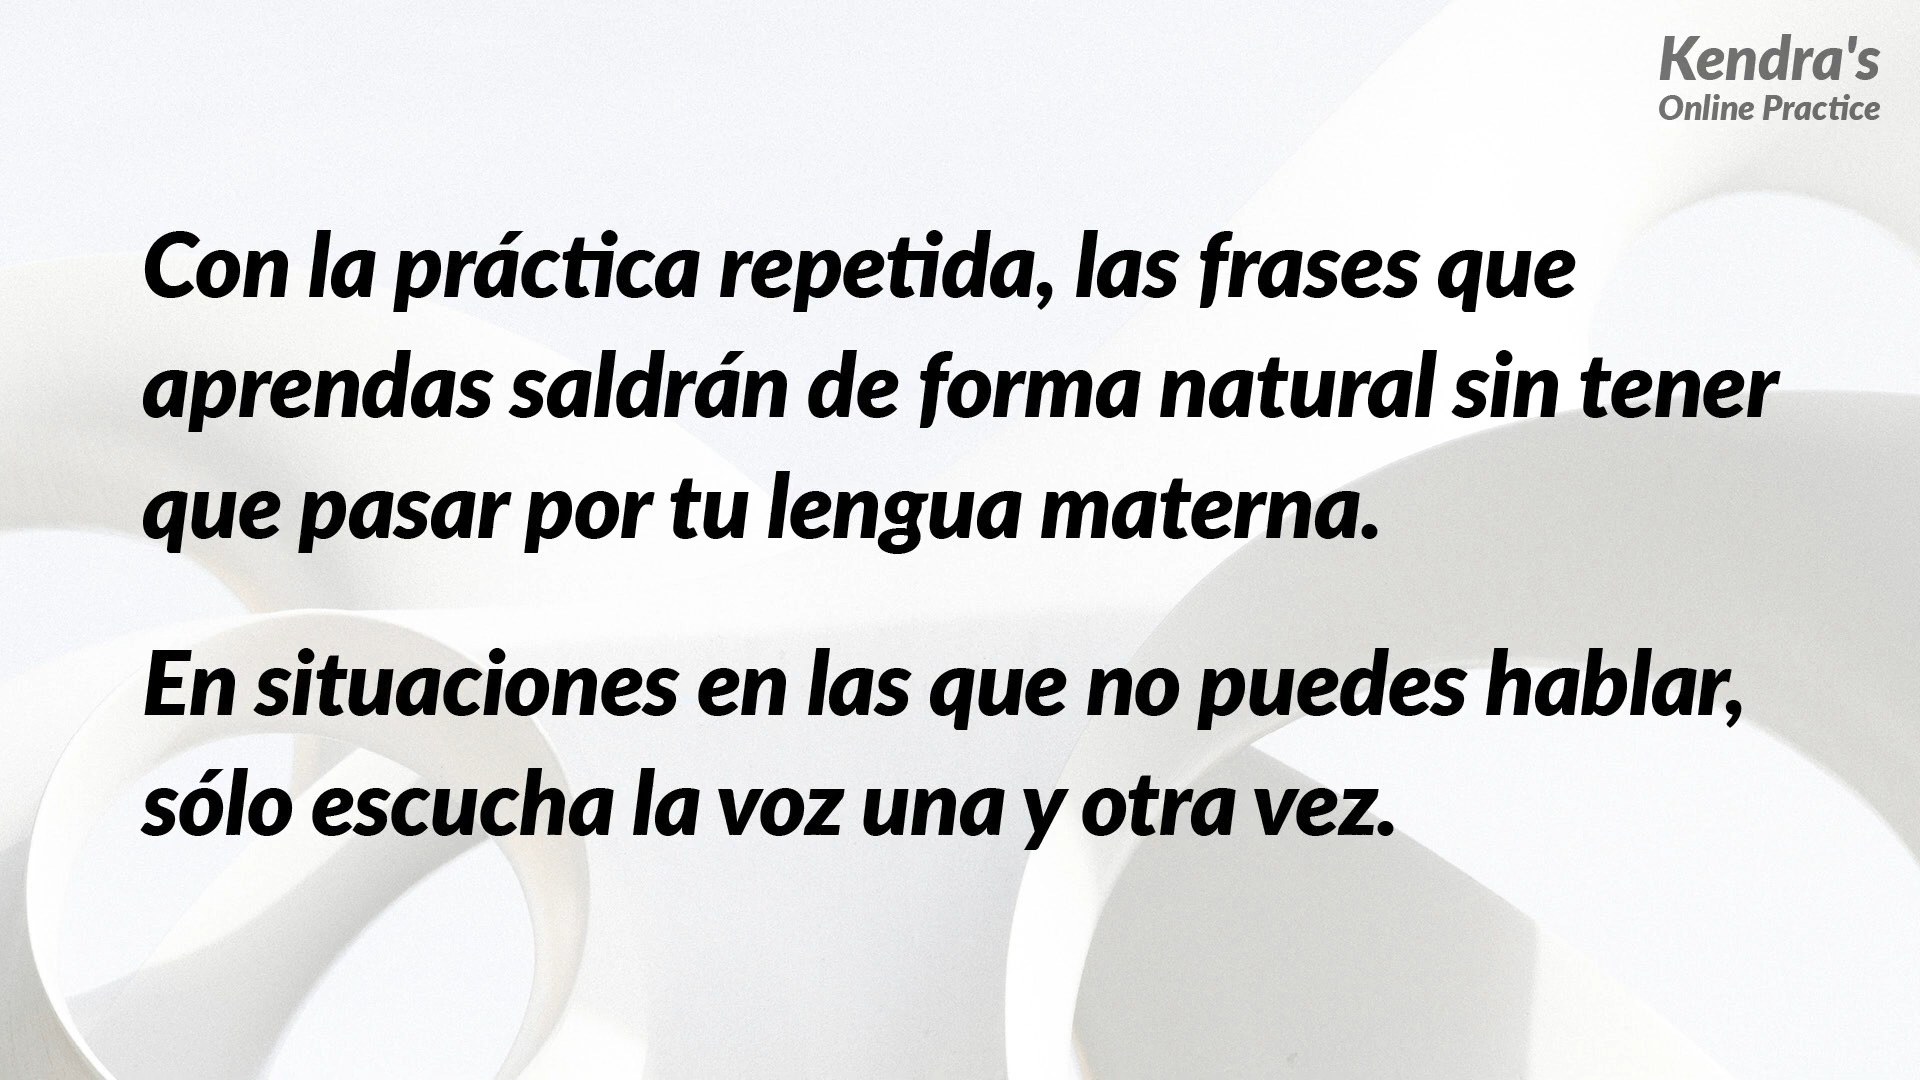 Kendra's
Online Practice
Con la práctica repetida, las frases que
aprendas saldrán de forma natural sin tener
que pasar por tu lengua materna.
En situaciones en las que no puedes hablar,
sólo escucha la voz una y otra vez.